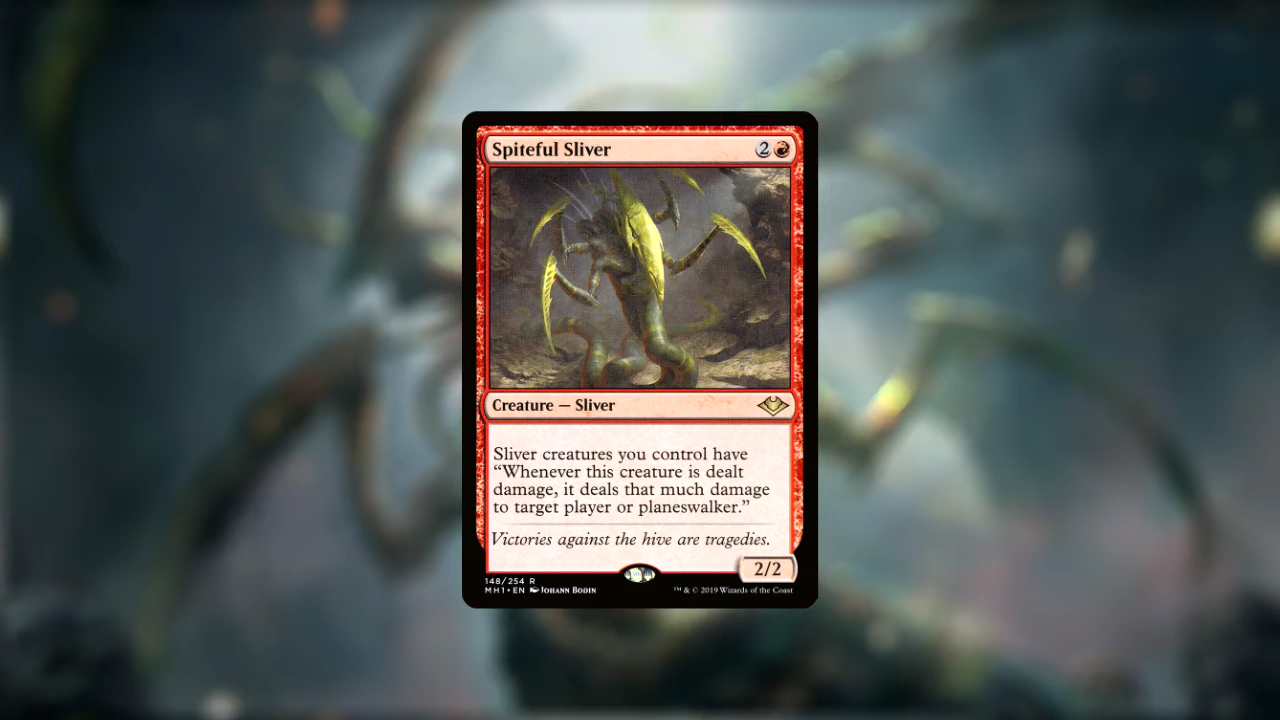 Spiteful Sliver 2
Creature — Sliver
Sliver creatures you control have
“Whenever this creature is dealt
damage, it deals that much damage
to target player or planeswalker.”
Victories against the hive are tragedies.
2/2
148/254 R
MH1 • EN Johann Bodin
™ & © 2019 Wizards of the Coast